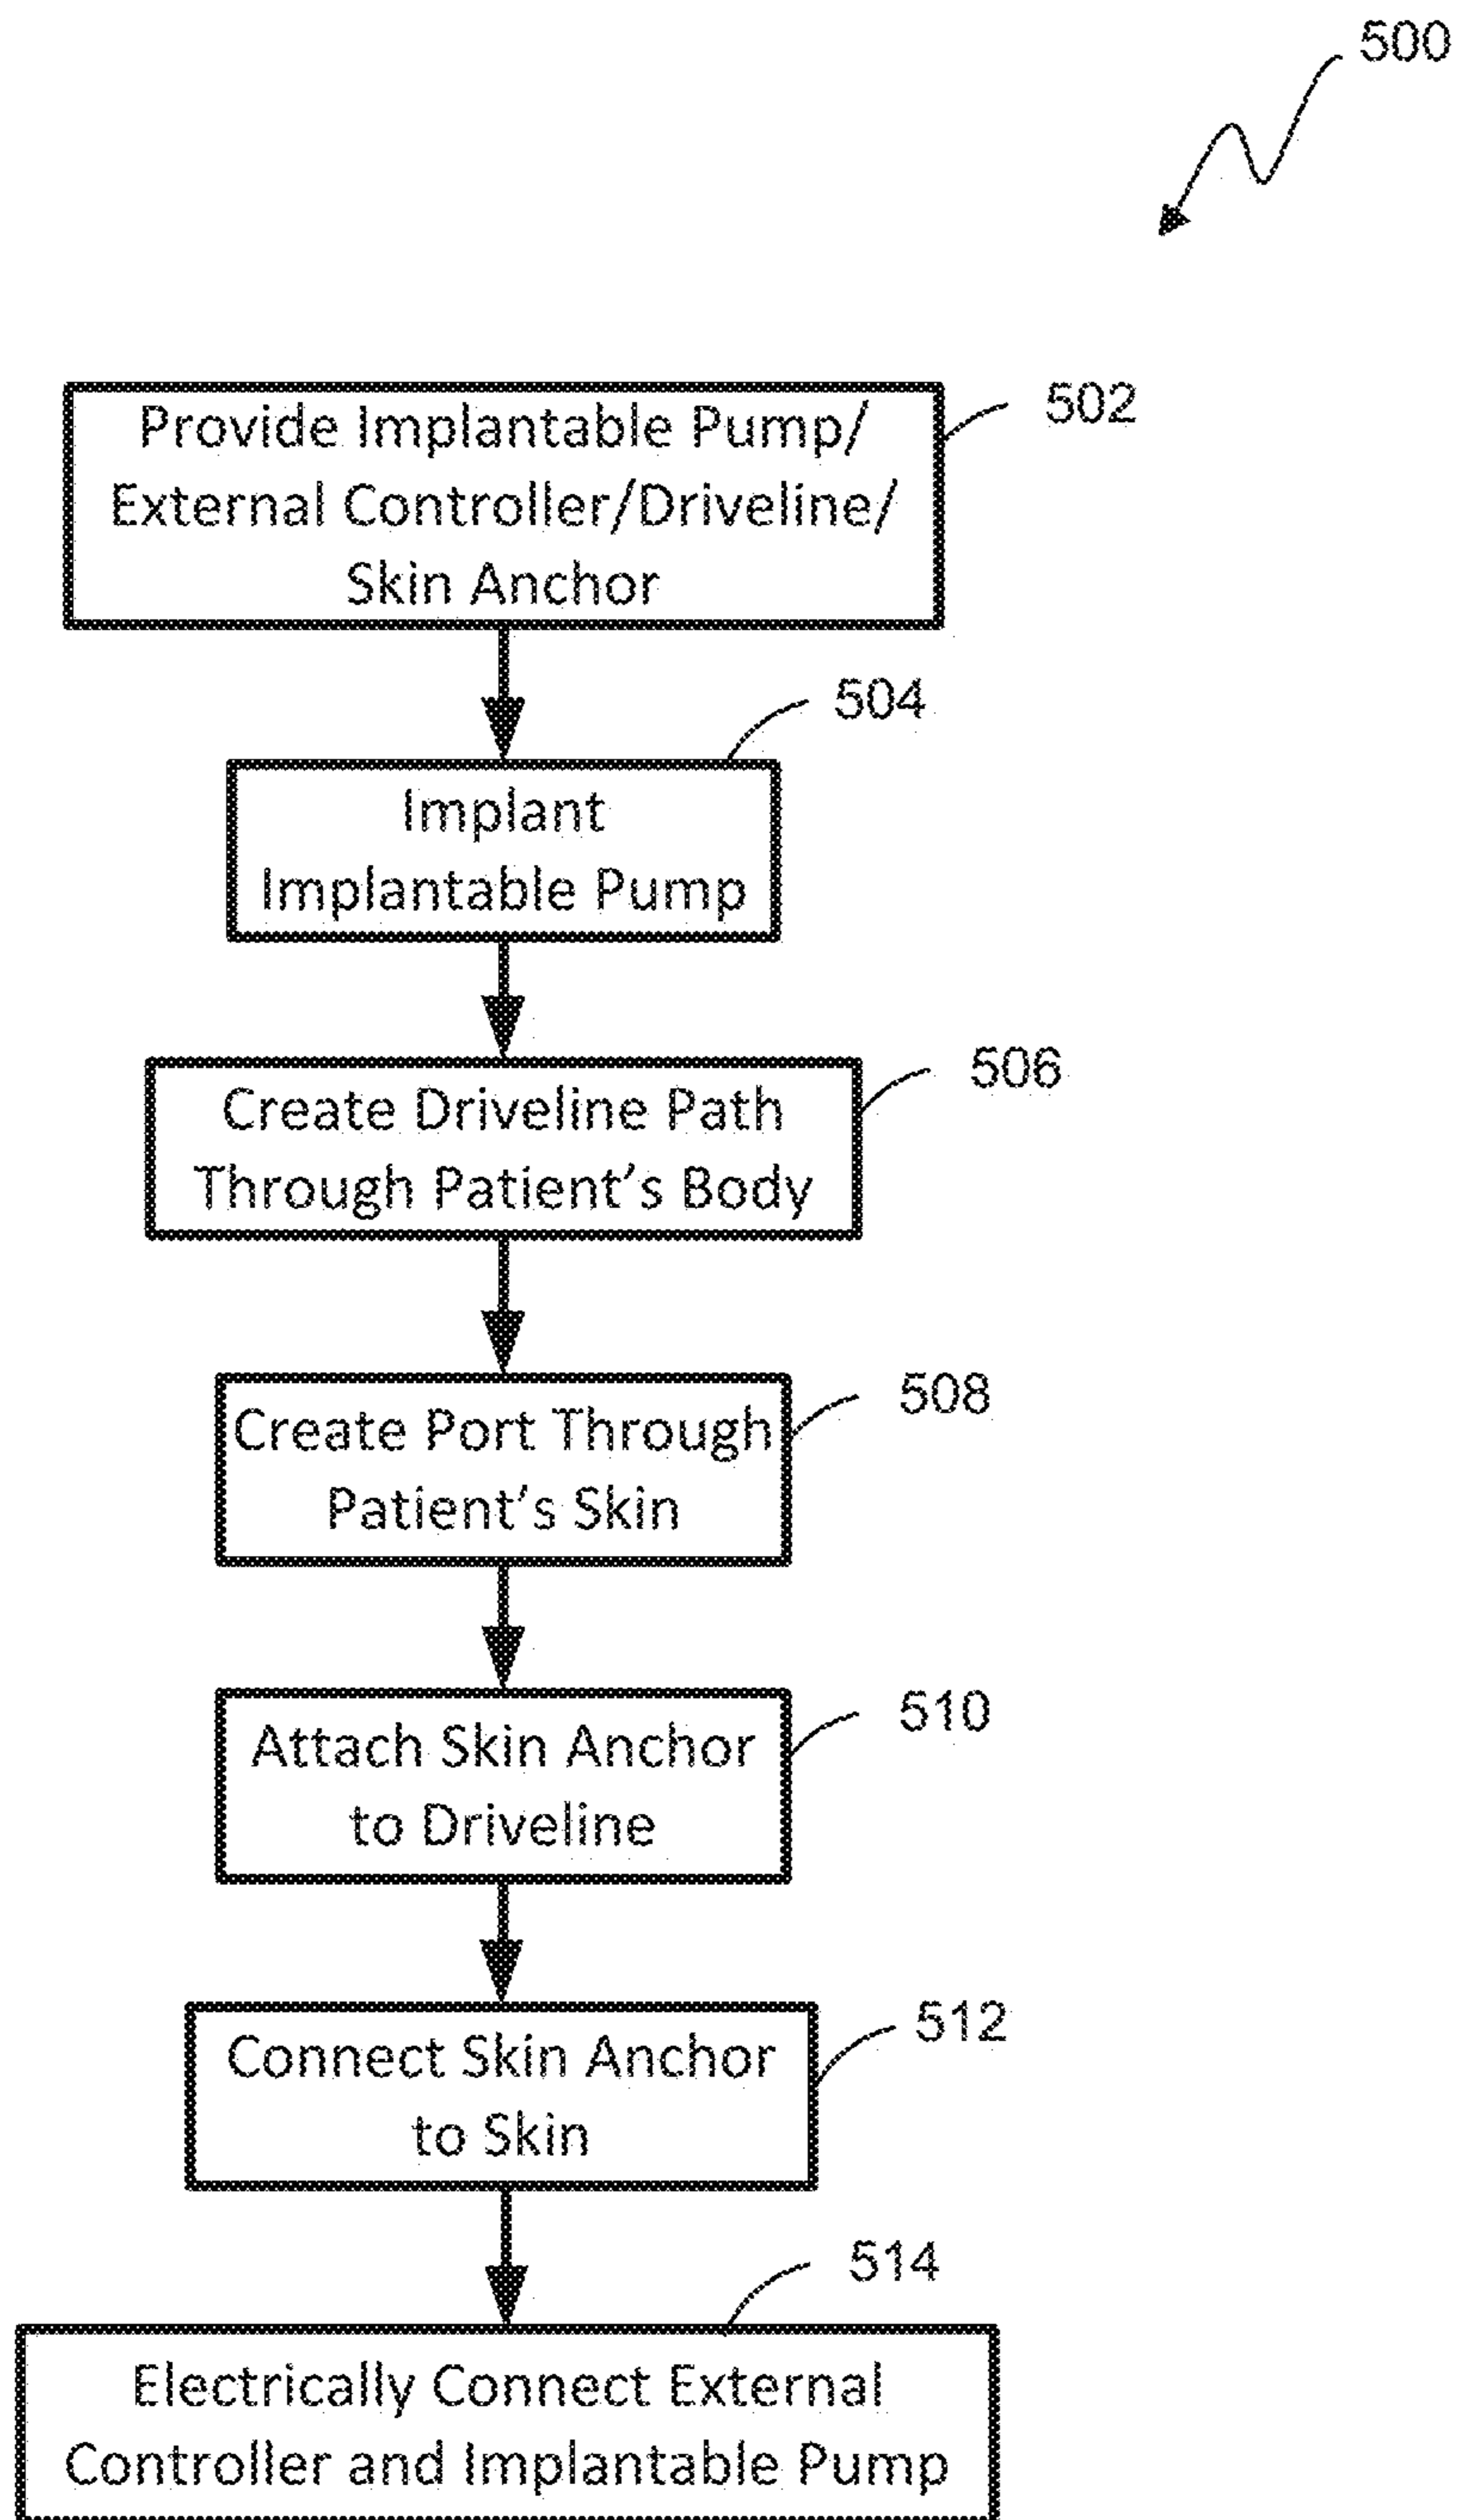 500
Provide Implantable Pump/
External Controller/Driveline/
Skin Anchor
502
504
Implant
Implantable Pump
506
Create Driveline Path
Through Patient's Body
508
Create Port Through
Patient's Skin
510
Attach Skin Anchor
to Driveline
512
Connect Skin Anchor
to Skin
514
Electrically Connect External
Controller and Implantable Pump